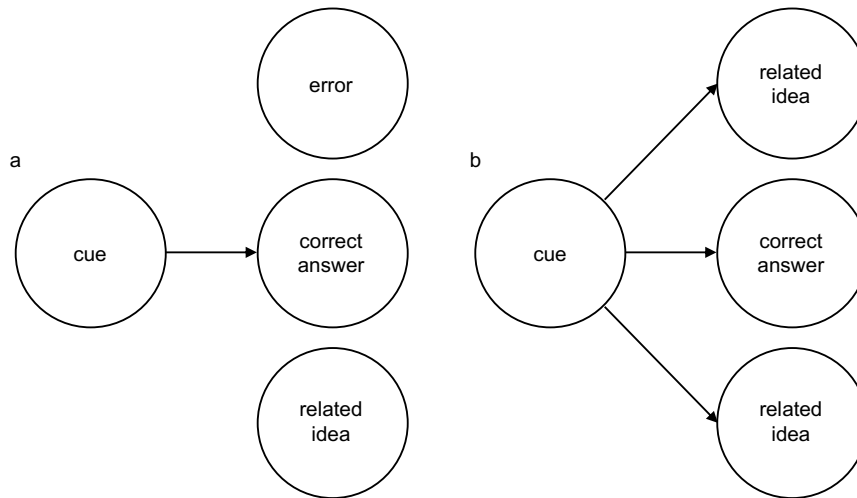 error
a
cue
correct
answer
related
idea
related
idea
b
cue
correct
answer
related
idea